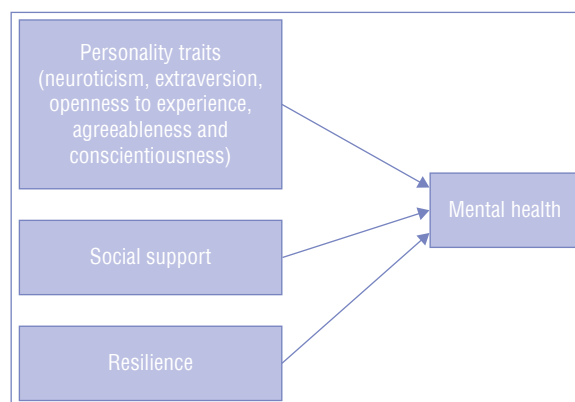 Personality traits
(neuroticism, extraversion,
openness to experience,
agreeableness and
conscientiousness)
Mental health
Social support
Resilience